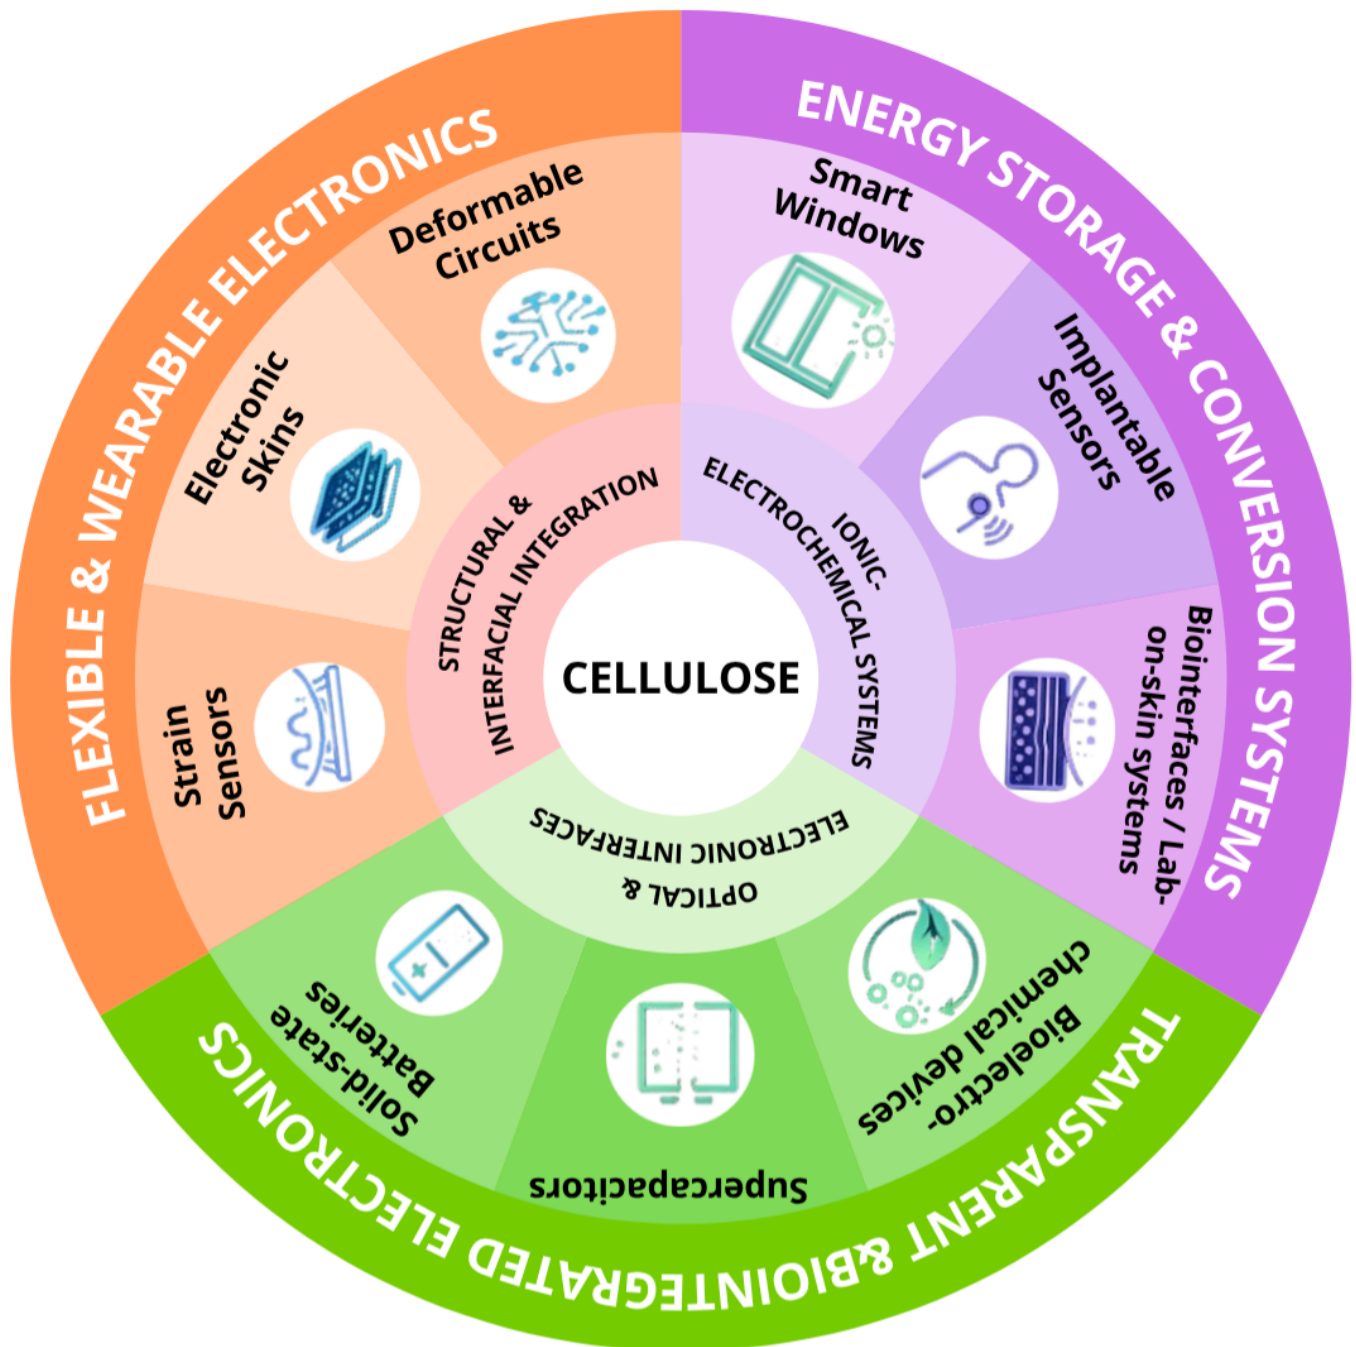 FLEXIBLE & WEARABLE ELECTRONICS
ENERGY STORAGE & CONVERSION SYSTEMS
TRANSPARENT &BIOINTEGRATED ELECTRONICS
Deformable
Circuits
Electronic
Skins
Strain
Sensors
Smart
Windows
Implantable
Sensors
Biointerfaces / Lab-
on-skin systems
Bioelectro-
chemical devices
Supercapacitors
Solid-state
Batteries
STRUCTURAL &
INTERFACIAL INTEGRATION
IONIC-
ELECTROCHEMICAL SYSTEMS
OPTICAL &
ELECTRONIC INTERFACES
CELLULOSE